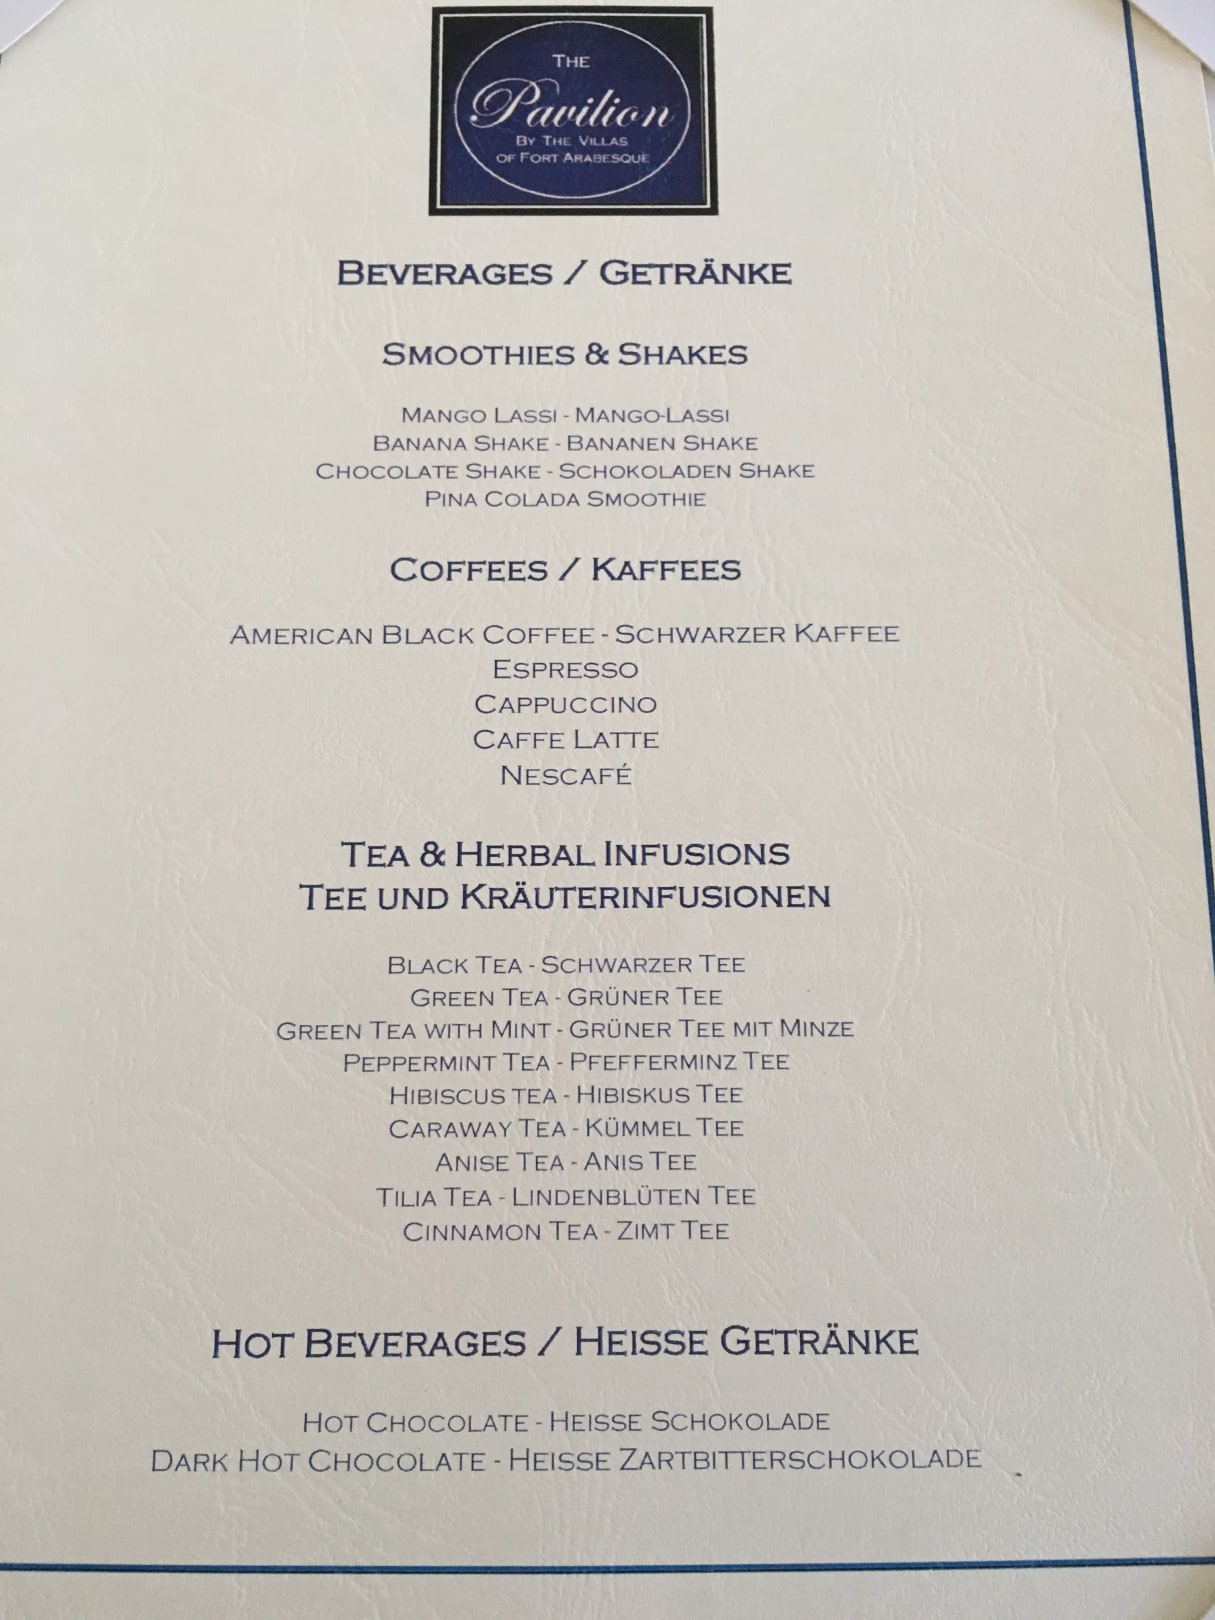 THE
Pavilion
BY THE VILLAS
OF FORT ARABESQUE
BEVERAGES / GETRÄNKE
SMOOTHIES & SHAKES
MANGO LASSI - MANGO-LASSI
BANANA SHAKE - BANANEN SHAKE
CHOCOLATE SHAKE - SCHOKOLADEN SHAKE
PINA COLADA SMOOTHIE
COFFEES / KAFFEES
AMERICAN BLACK COFFEE - SCHWARZER KAFFEE
ESPRESSO
CAPPUCCINO
CAFFE LATTE
NESCAFÉ
TEA & HERBAL INFUSIONS
TEE UND KRÄUTERINFUSIONEN
BLACK TEA - SCHWARZER TEE
GREEN TEA - GRÜNER TEE
GREEN TEA WITH MINT - GRÜNER TEE MIT MINZE
PEPPERMINT TEA - PFEFFERMINZ TEE
HIBISCUS TEA - HIBISKUS TEE
CARAWAY TEA - KÜMMEL TEE
ANISE TEA - ANIS TEE
TILIA TEA - LINDENBLÜTEN TEE
CINNAMON TEA - ZIMT TEE
HOT BEVERAGES / HEISSE GETRÄNKE
HOT CHOCOLATE - HEISSE SCHOKOLADE
DARK HOT CHOCOLATE - HEISSE ZARTBITTERSCHOKOLADE